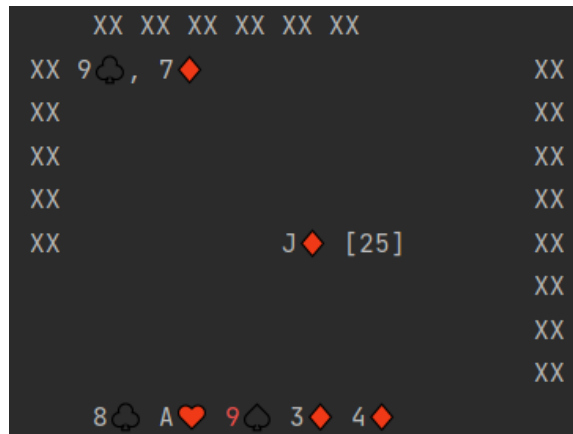 XX XX XX XX XX XX
XX 9♧, 7♦ XX
XX XX
XX XX
XX XX
XX J♦ [25] XX
XX
XX
XX
8♧ A♥ 9♤ 3♦ 4♦